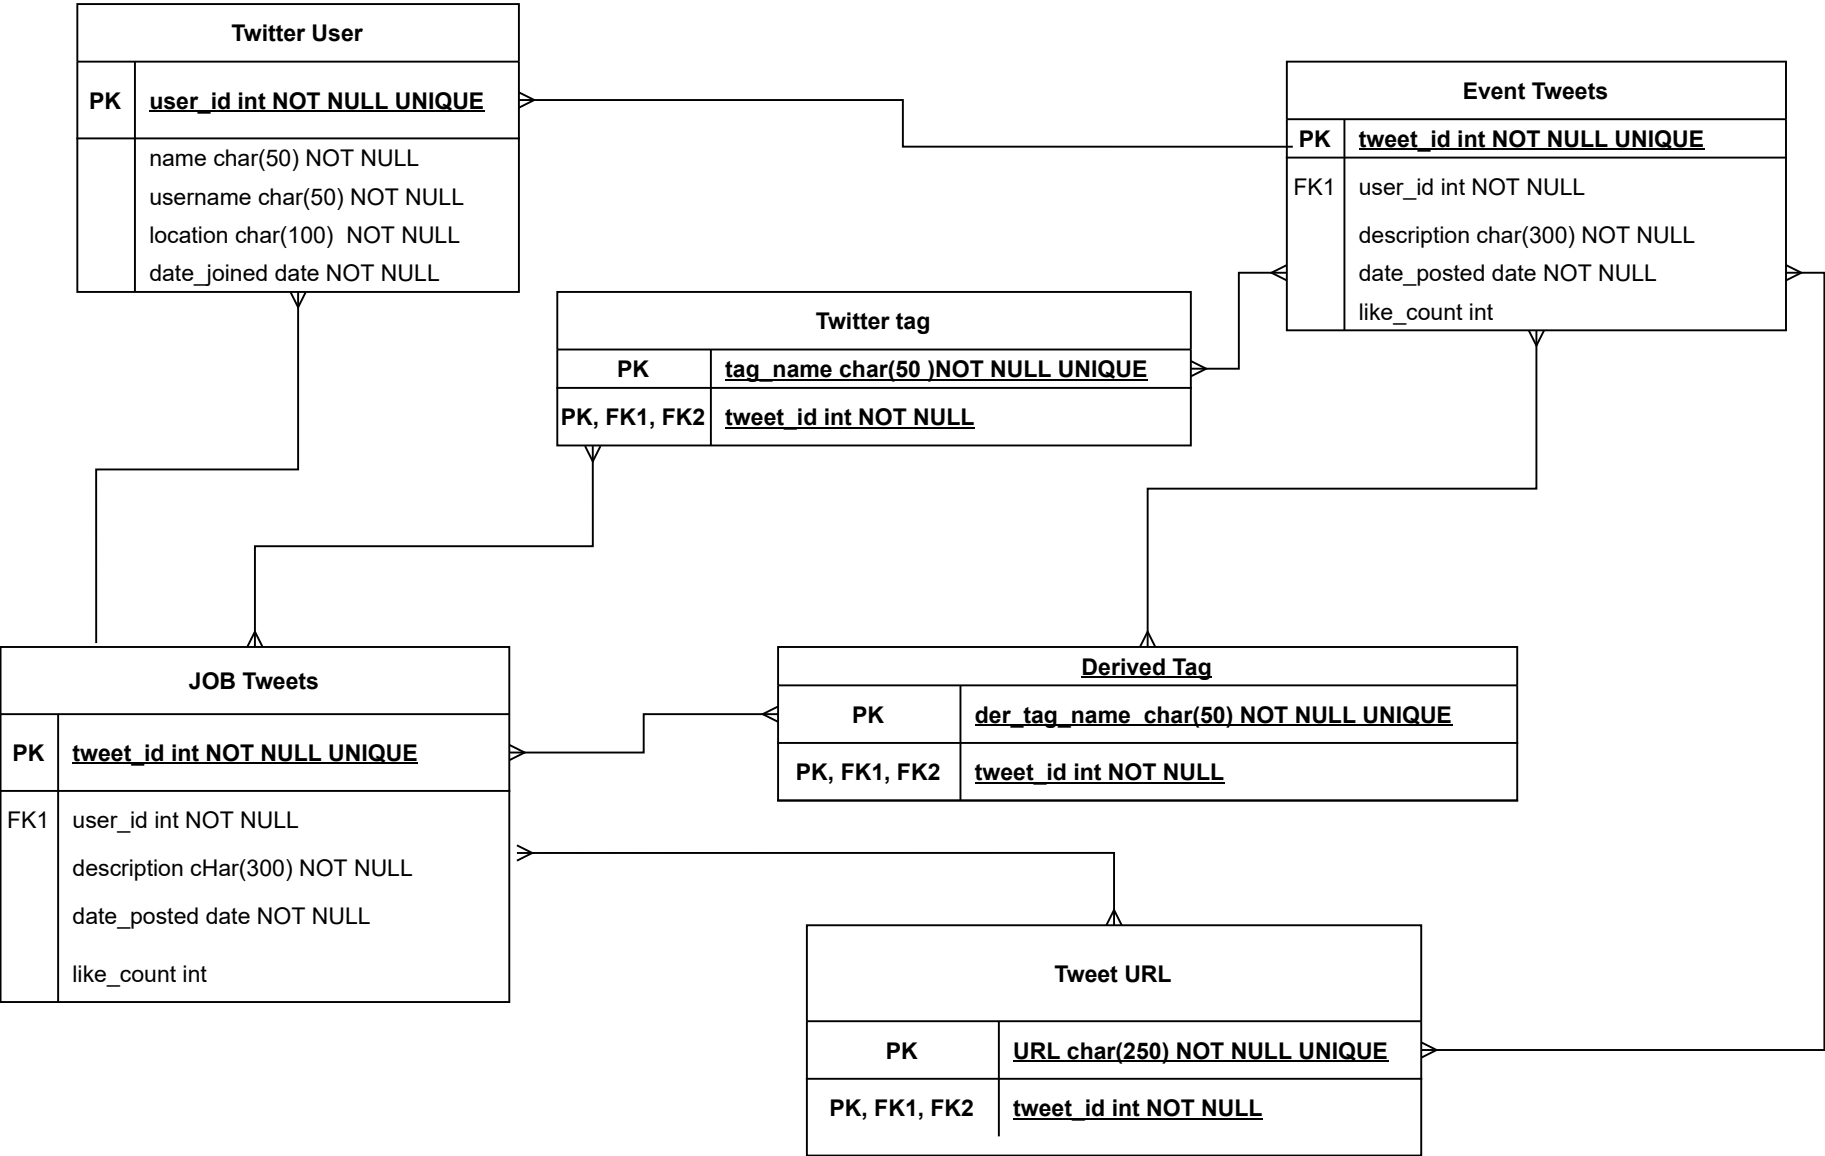 Twitter User
PK user_id int NOT NULL UNIQUE
name char(50) NOT NULL
username char(50) NOT NULL
location char(100)  NOT NULL
date_joined date NOT NULL
Event Tweets
PK tweet_id int NOT NULL UNIQUE
FK1 user_id int NOT NULL
description char(300) NOT NULL
date_posted date NOT NULL
like_count int
Twitter tag
PK tag_name char(50 )NOT NULL UNIQUE
PK, FK1, FK2 tweet_id int NOT NULL
JOB Tweets
PK tweet_id int NOT NULL UNIQUE
FK1 user_id int NOT NULL
description cHar(300) NOT NULL
date_posted date NOT NULL
like_count int
Derived Tag
PK der_tag_name  char(50) NOT NULL UNIQUE
PK, FK1, FK2 tweet_id int NOT NULL
Tweet URL
PK URL char(250) NOT NULL UNIQUE
PK, FK1, FK2 tweet_id int NOT NULL